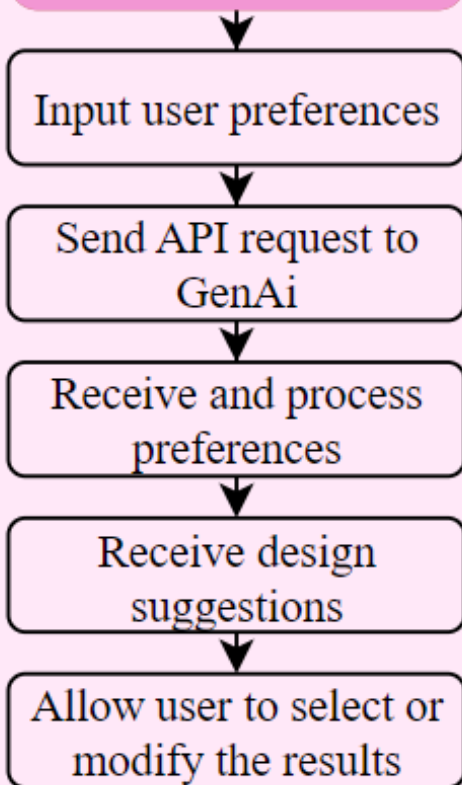 Input user preferences
Send API request to
GenAi
Receive and process
preferences
Receive design
suggestions
Allow user to select or
modify the results